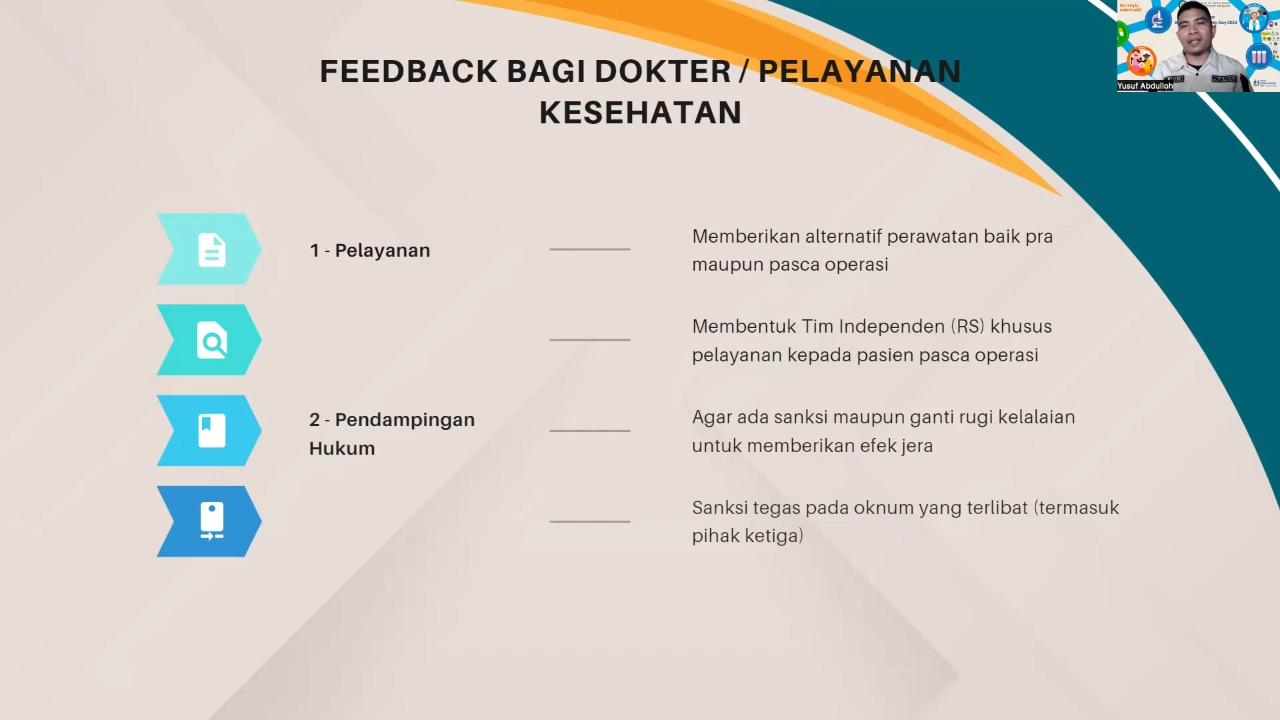 FEEDBACK BAGI DOKTER / PELAYANAN
KESEHATAN
1 - Pelayanan
Memberikan alternatif perawatan baik pra
maupun pasca operasi
Membentuk Tim Independen (RS) khusus
pelayanan kepada pasien pasca operasi
2 - Pendampingan
Hukum
Agar ada sanksi maupun ganti rugi kelalaian
untuk memberikan efek jera
Sanksi tegas pada oknum yang terlibat (termasuk
pihak ketiga)
Yusuf Abdulloh